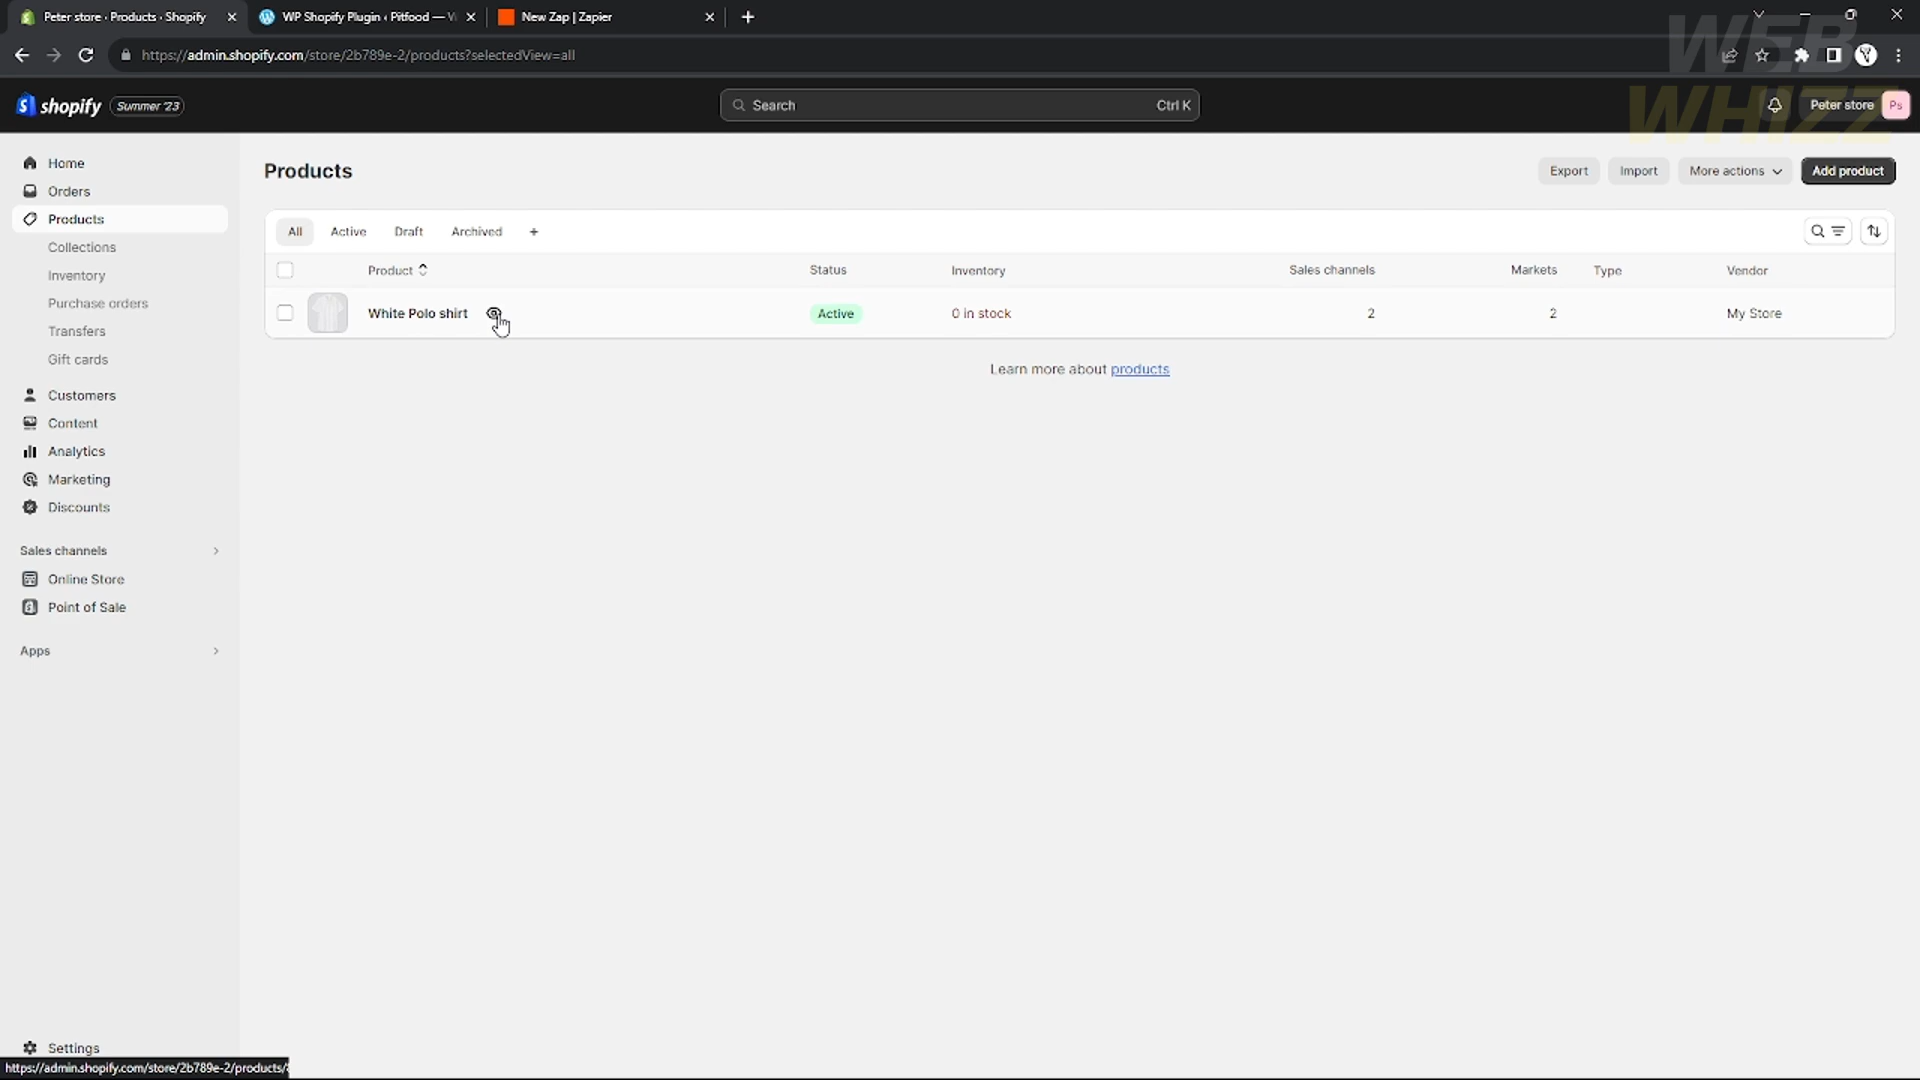 Peter store · Products · Shopify
WP Shopify Plugin ‹ Pitfood — W
New Zap | Zapier
https://admin.shopify.com/store/2b789e-2/products?selectedView=all
WEB
WHIZZ
shopify
Summer '23
Search
Ctrl K
Peter store
Ps
Home
Orders
Products
Collections
Inventory
Purchase orders
Transfers
Gift cards
Customers
Content
Analytics
Marketing
Discounts
Sales channels
Online Store
Point of Sale
Apps
Settings
Products
Export
Import
More actions
Add product
All
Active
Draft
Archived
+
Product
Status
Inventory
Sales channels
Markets
Type
Vendor
White Polo shirt
Active
0 in stock
2
2
My Store
Learn more about products
https://admin.shopify.com/store/2b789e-2/products/